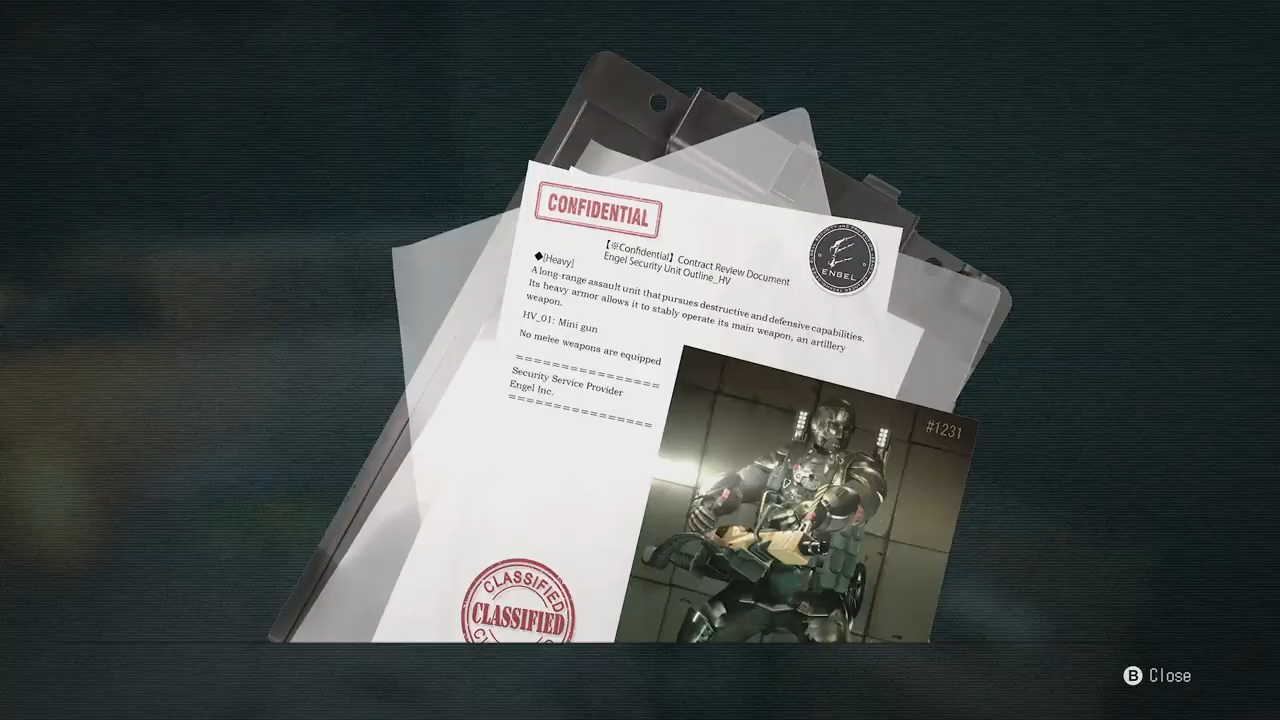 CONFIDENTIAL
【※Confidential】Contract Review Document
Engel Security Unit Outline_HV
ENGEL
◆[Heavy]
A long-range assault unit that pursues destructive and defensive capabilities.
Its heavy armor allows it to stably operate its main weapon, an artillery
weapon.
HV_01: Mini gun
No melee weapons are equipped
================
Security Service Provider
Engel Inc.
================
#1231
CLASSIFIED
CLASSIFIED
B Close